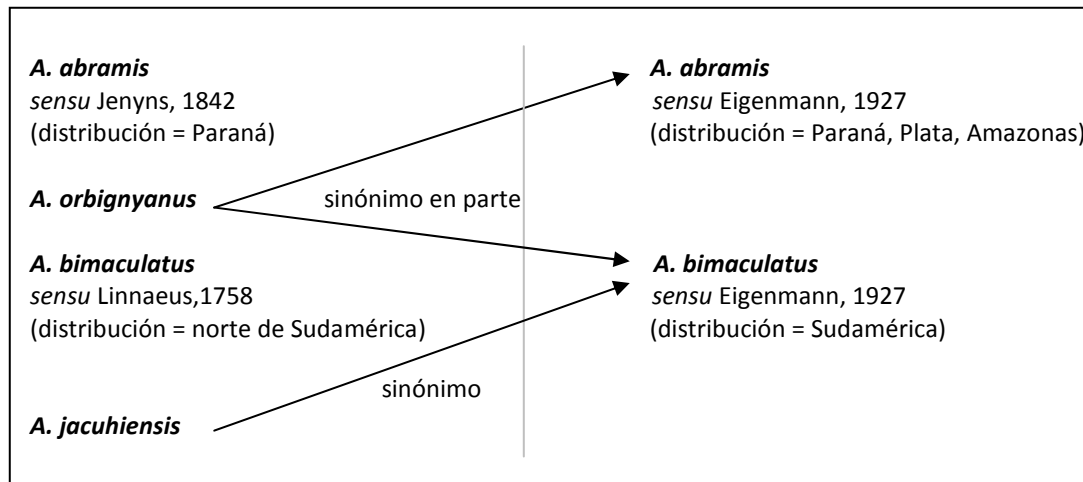 A. abramis
sensu Jenyns, 1842
(distribución = Paraná)
A. orbignyanus
A. bimaculatus
sensu Linnaeus,1758
(distribución = norte de Sudamérica)
A. jacuhiensis
sinónimo en parte
sinónimo
A. abramis
sensu Eigenmann, 1927
(distribución = Paraná, Plata, Amazonas)
A. bimaculatus
sensu Eigenmann, 1927
(distribución = Sudamérica)